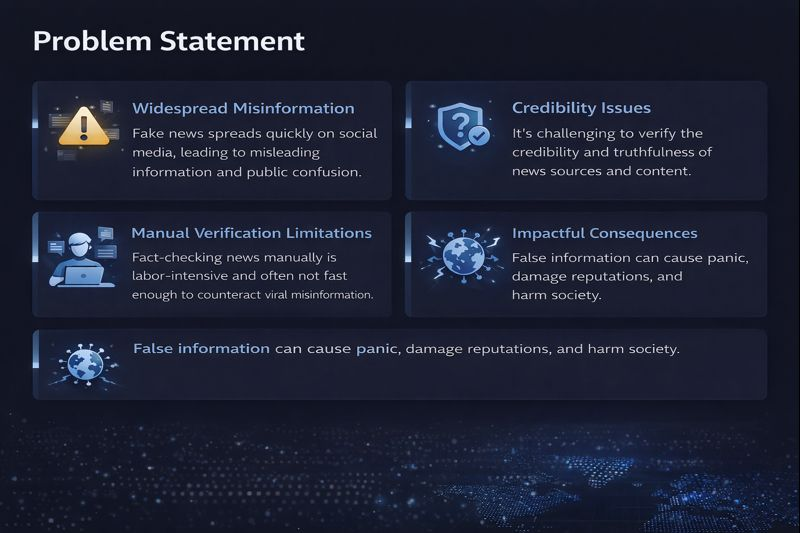 Problem Statement
Widespread Misinformation
Fake news spreads quickly on social
media, leading to misleading
information and public confusion.
Credibility Issues
It's challenging to verify the
credibility and truthfulness of
news sources and content.
Manual Verification Limitations
Fact-checking news manually is
labor-intensive and often not fast
enough to counteract viral misinformation.
Impactful Consequences
False information can cause panic,
damage reputations, and
harm society.
False information can cause panic, damage reputations, and harm society.